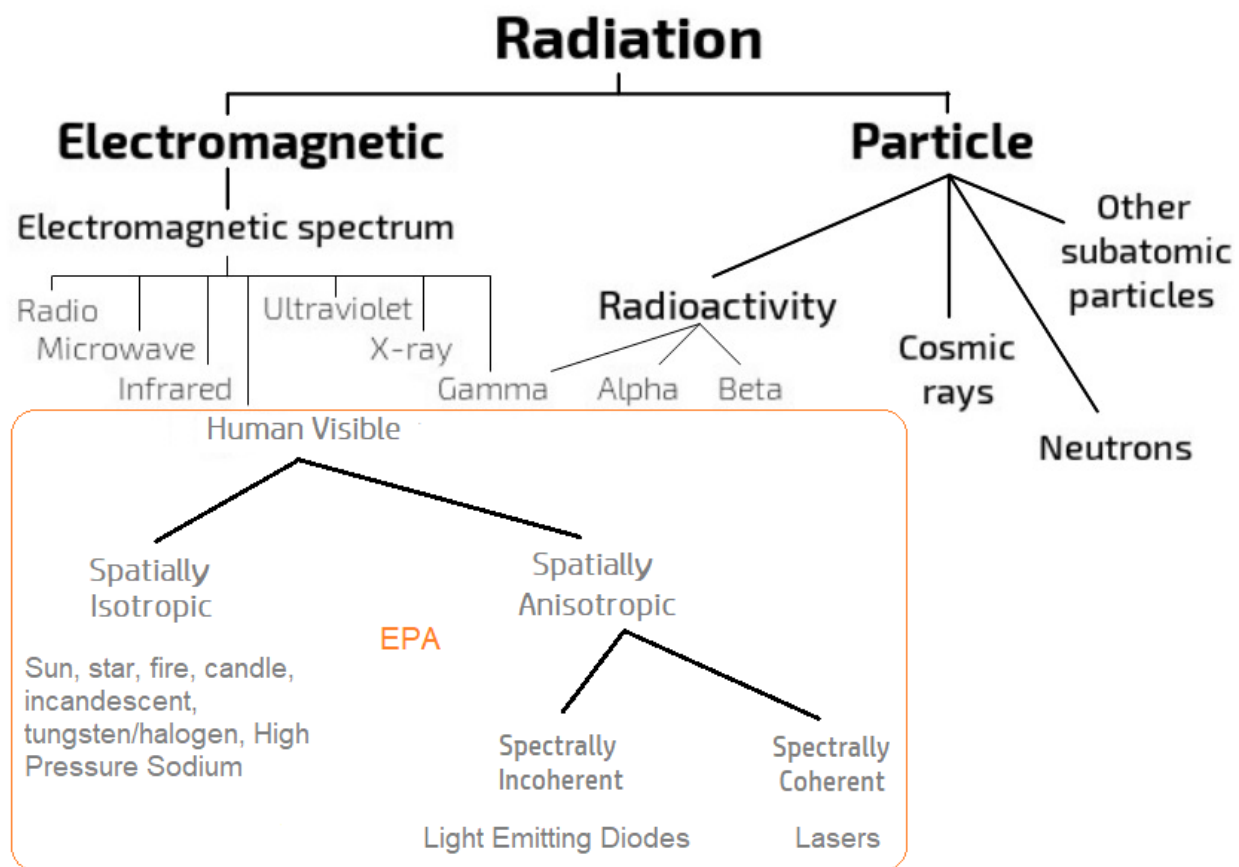 Radiation
Electromagnetic
Particle
Electromagnetic spectrum
Radio
Microwave
Infrared
Human Visible
Ultraviolet
X-ray
Gamma
Radioactivity
Alpha
Beta
Cosmic
rays
Neutrons
Other
subatomic
particles
Spatially
Isotropic
Sun, star, fire, candle,
incandescent,
tungsten/halogen, High
Pressure Sodium
EPA
Spatially
Anisotropic
Spectrally
Incoherent
Light Emitting Diodes
Spectrally
Coherent
Lasers